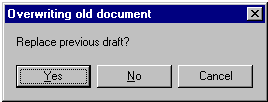 Overwriting old document
Replace previous draft?
Yes No Cancel